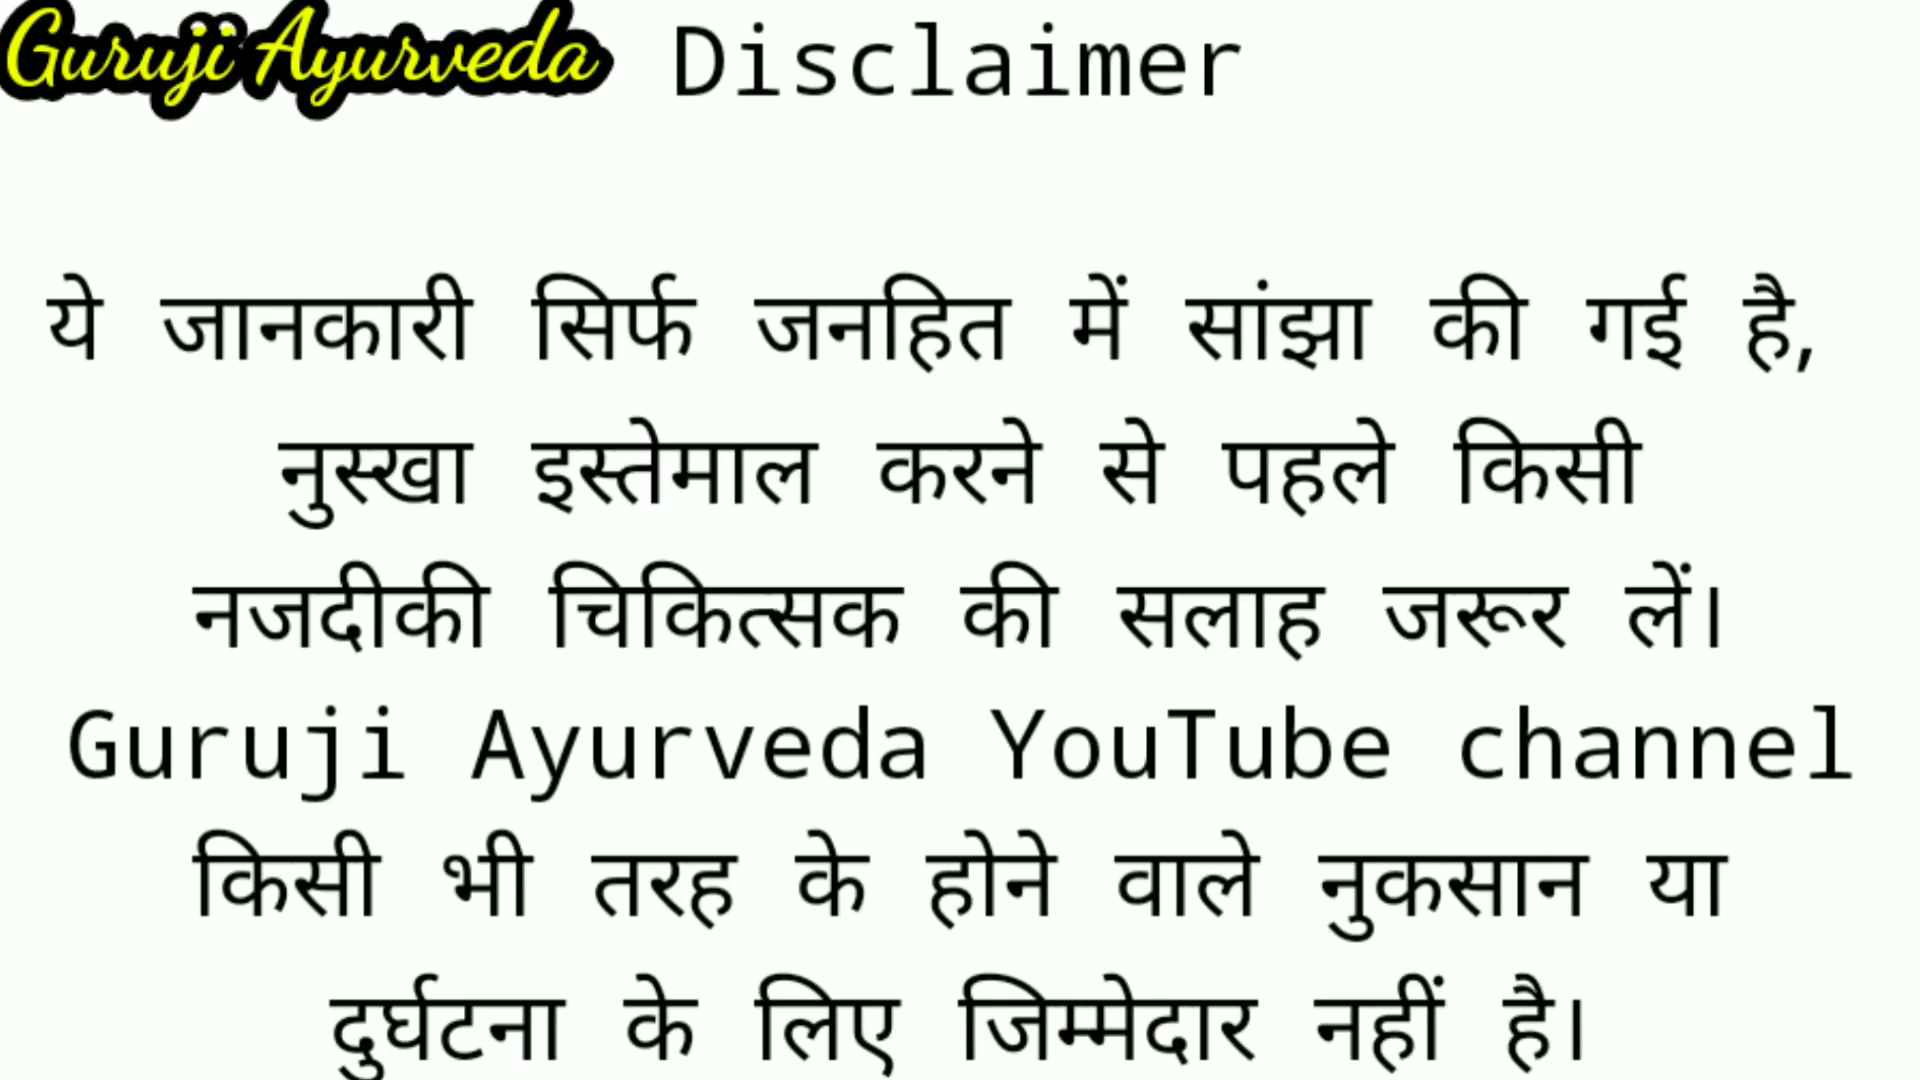 Guruji Ayurveda Disclaimer
ये जानकारी सिर्फ जनहित में सांझा की गई है,
नुस्खा इस्तेमाल करने से पहले किसी
नजदीकी चिकित्सक की सलाह जरूर लें।
Guruji Ayurveda YouTube channel
किसी भी तरह के होने वाले नुकसान या
दुर्घटना के लिए जिम्मेदार नहीं है।